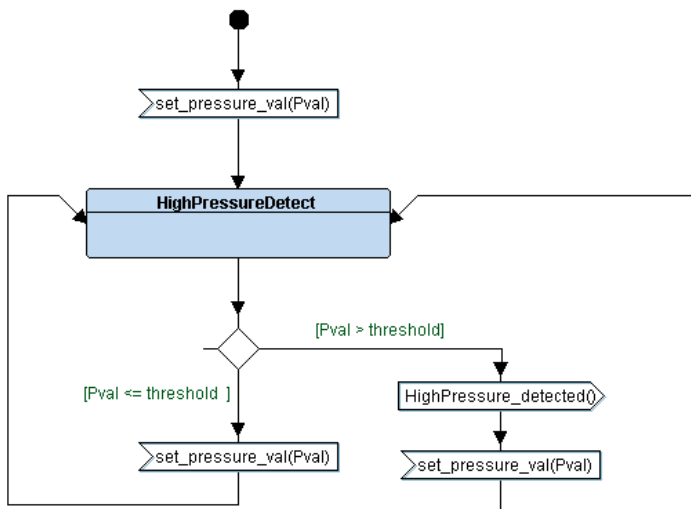 set_pressure_val(Pval)
HighPressureDetect
[Pval > threshold]
[Pval <= threshold ]
HighPressure_detected()
set_pressure_val(Pval)
set_pressure_val(Pval)